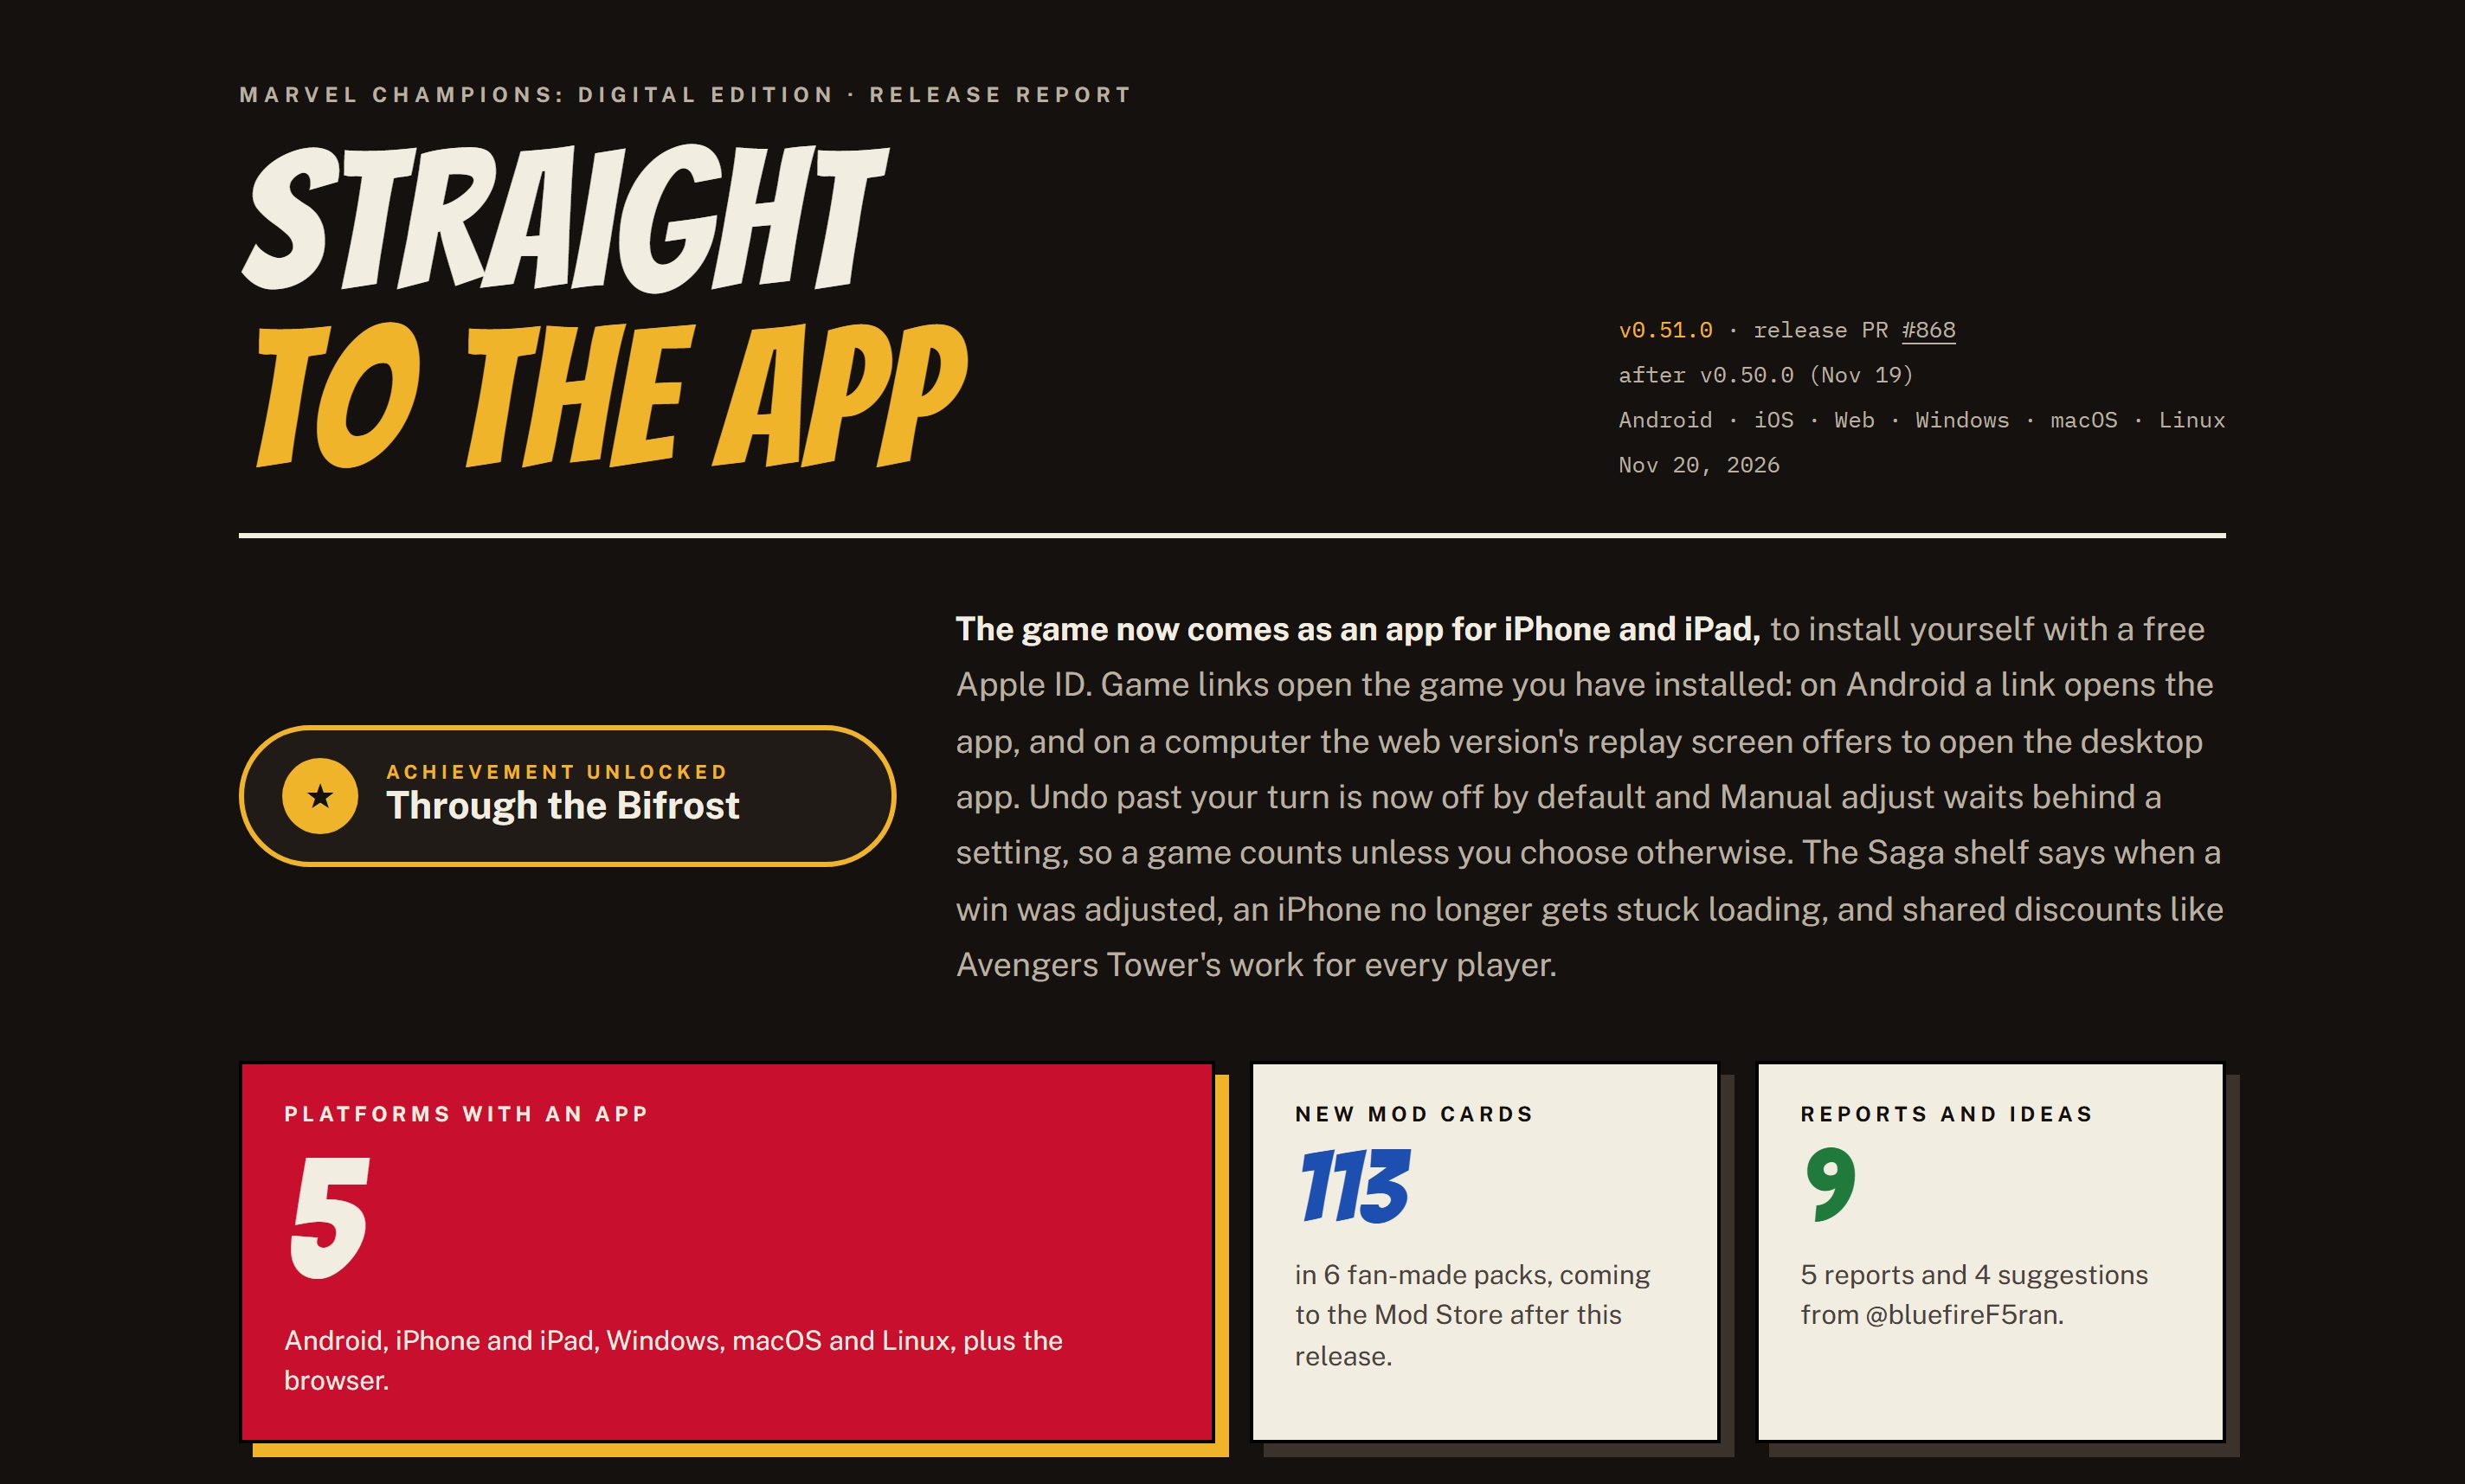 MARVEL CHAMPIONS: DIGITAL EDITION · RELEASE REPORT
STRAIGHT
TO THE APP
v0.51.0 · release PR #868
after v0.50.0 (Nov 19)
Android · iOS · Web · Windows · macOS · Linux
Nov 20, 2026
ACHIEVEMENT UNLOCKED
Through the Bifrost
The game now comes as an app for iPhone and iPad, to install yourself with a free
Apple ID. Game links open the game you have installed: on Android a link opens the
app, and on a computer the web version's replay screen offers to open the desktop
app. Undo past your turn is now off by default and Manual adjust waits behind a
setting, so a game counts unless you choose otherwise. The Saga shelf says when a
win was adjusted, an iPhone no longer gets stuck loading, and shared discounts like
Avengers Tower's work for every player.
PLATFORMS WITH AN APP
5
Android, iPhone and iPad, Windows, macOS and Linux, plus the
browser.
NEW MOD CARDS
113
in 6 fan-made packs, coming
to the Mod Store after this
release.
REPORTS AND IDEAS
9
5 reports and 4 suggestions
from @bluefireF5ran.